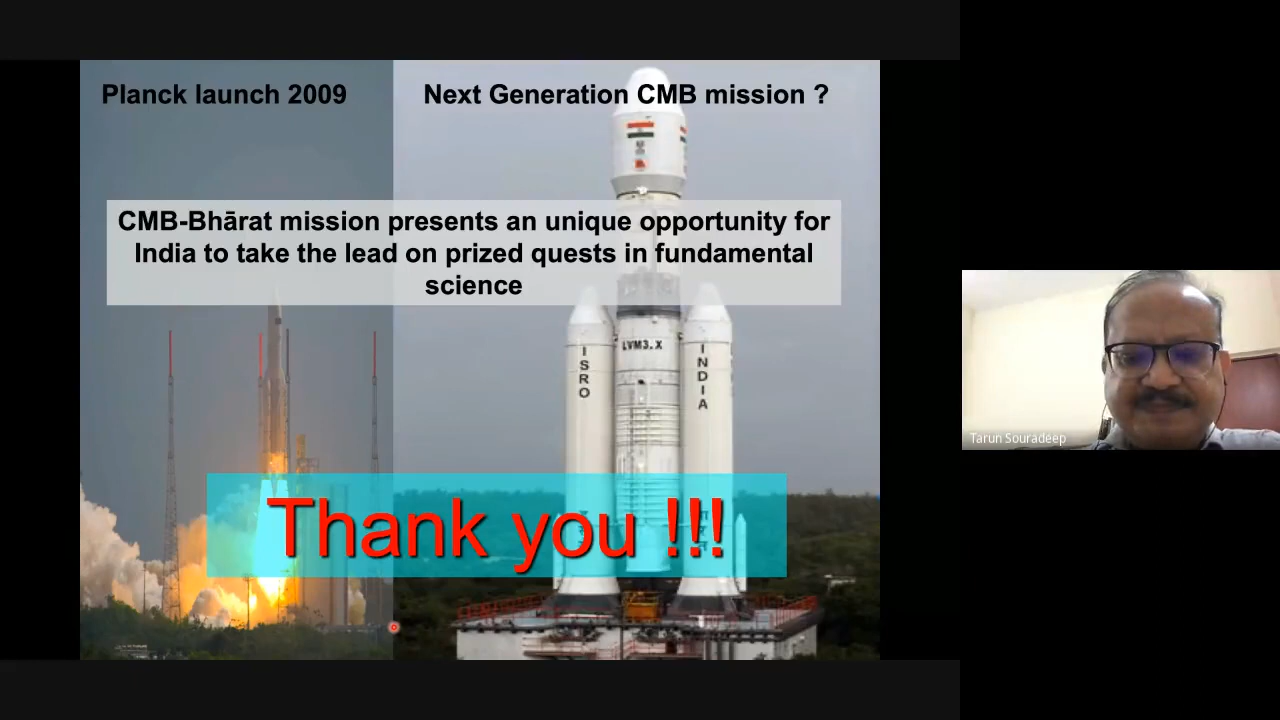 Planck launch 2009
Next Generation CMB mission ?
CMB-Bhārat mission presents an unique opportunity for
India to take the lead on prized quests in fundamental
science
LVM3.X
ISRO
INDIA
Thank you !!!
Tarun Souradeep